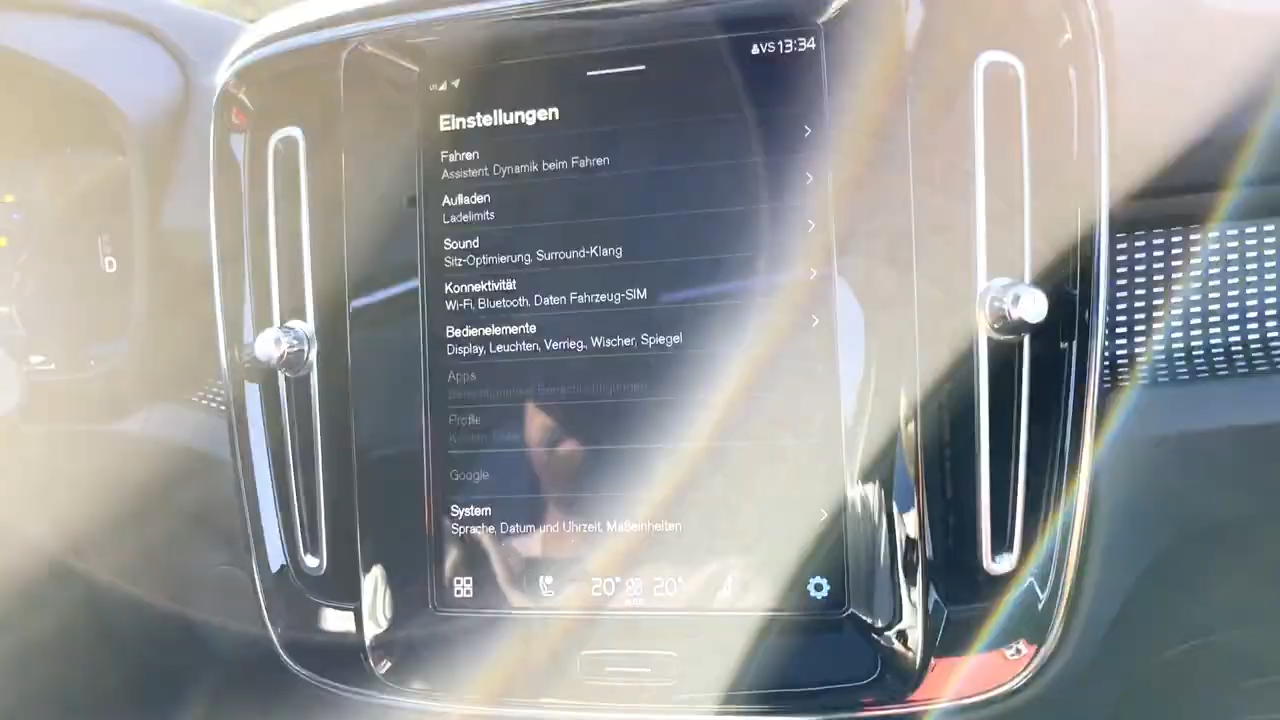 VS 13:34
Einstellungen
Fahren
Assistent, Dynamik beim Fahren
Aufladen
Ladelimits
Sound
Sitz-Optimierung, Surround-Klang
Konnektivität
Wi-Fi, Bluetooth, Daten Fahrzeug-SIM
Bedienelemente
Display, Leuchten, Verrieg., Wischer, Spiegel
Apps
Profile
Google
System
Sprache, Datum und Uhrzeit, Maßeinheiten
20° 20°
D